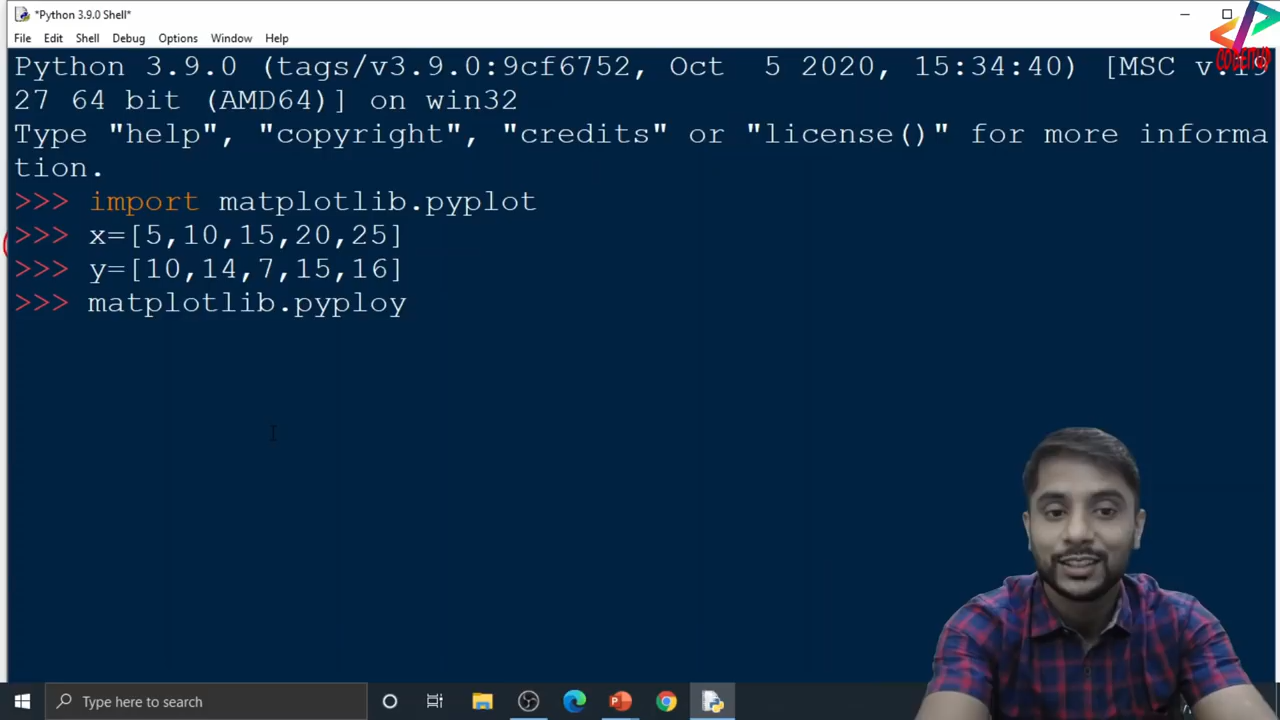 *Python 3.9.0 Shell*
File Edit Shell Debug Options Window Help
Python 3.9.0 (tags/v3.9.0:9cf6752, Oct  5 2020, 15:34:40) [MSC v.19
27 64 bit (AMD64)] on win32
Type "help", "copyright", "credits" or "license()" for more informa
tion.
>>> import matplotlib.pyplot
>>> x=[5,10,15,20,25]
>>> y=[10,14,7,15,16]
>>> matplotlib.pyploy
Type here to search